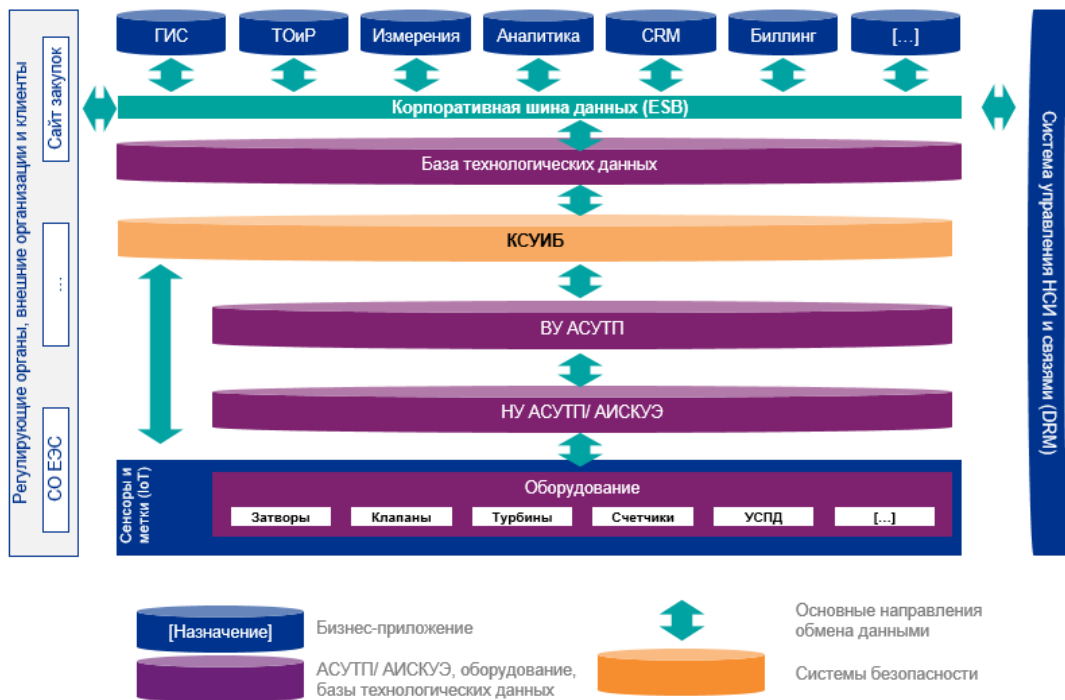 Регулирующие органы, внешние организации и клиенты
Сайт закупок
...
СО ЕЭС
ГИС
ТОиР
Измерения
Аналитика
CRM
Биллинг
[...]
Корпоративная шина данных (ESB)
База технологических данных
КСУИБ
ВУ АСУТП
НУ АСУТП/ АИСКУЭ
Сенсоры и
метки (IoT)
Оборудование
Затворы
Клапаны
Турбины
Счетчики
УСПД
[...]
Система управления НСИ и связями (DRM)
[Назначение]
Бизнес-приложение
АСУТП/ АИСКУЭ, оборудование,
базы технологических данных
Основные направления
обмена данными
Системы безопасности